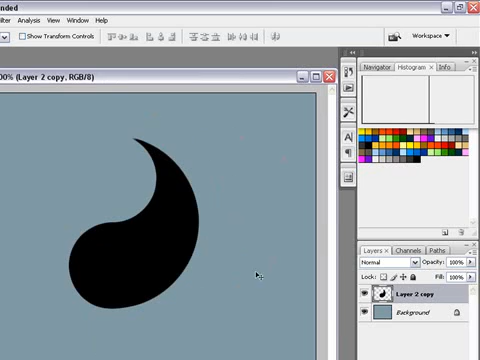 nded
Filter Analysis View Window Help
Show Transform Controls
Workspace
00% (Layer 2 copy, RGB/8)
Navigator Histogram Info
Layers Channels Paths
Normal Opacity: 100%
Lock: Fill: 100%
Layer 2 copy
Background